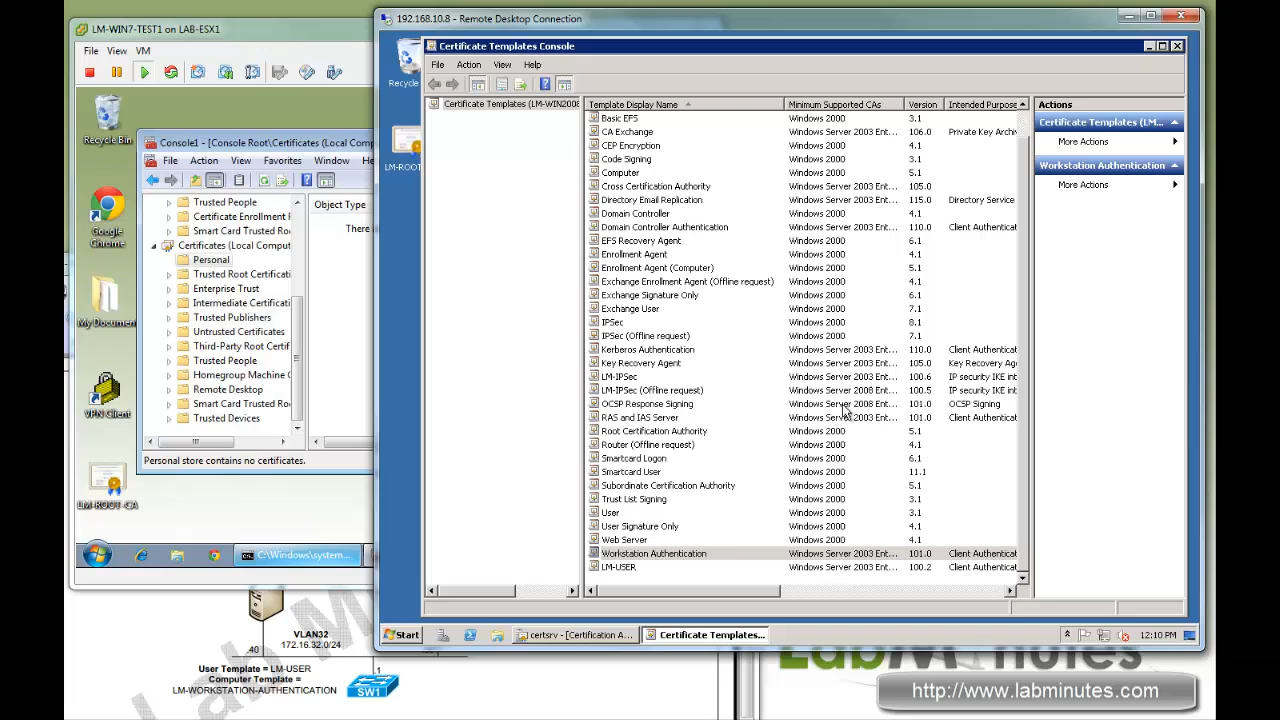 192.168.10.8 - Remote Desktop Connection
LM-WIN7-TEST1 on LAB-ESX1
File View VM
Recycle Bin
Google Chrome
My Document
VPN Client
LM-ROOT-CA
Console1 - [Console Root\Certificates (Local Comp
File Action View Favorites Window He
Trusted People
Certificate Enrollment R
Smart Card Trusted Ro
Certificates (Local Comput
Personal
Trusted Root Certificati
Enterprise Trust
Intermediate Certificati
Trusted Publishers
Untrusted Certificates
Third-Party Root Certifi
Trusted People
Homegroup Machine C
Remote Desktop
Smart Card Trusted Ro
Trusted Devices
Object Type
There
Personal store contains no certificates.
C:\Windows\system...
Recycle
LM-ROOT
Certificate Templates Console
File Action View Help
Certificate Templates (LM-WIN2008
Template Display Name Minimum Supported CAs Version Intended Purpose
Basic EFS Windows 2000 3.1
CA Exchange Windows Server 2003 Ent... 106.0 Private Key Archiv
CEP Encryption Windows 2000 4.1
Code Signing Windows 2000 3.1
Computer Windows 2000 5.1
Cross Certification Authority Windows Server 2003 Ent... 105.0
Directory Email Replication Windows Server 2003 Ent... 115.0 Directory Service
Domain Controller Windows 2000 4.1
Domain Controller Authentication Windows Server 2003 Ent... 110.0 Client Authenticat
EFS Recovery Agent Windows 2000 6.1
Enrollment Agent Windows 2000 4.1
Enrollment Agent (Computer) Windows 2000 5.1
Exchange Enrollment Agent (Offline request) Windows 2000 4.1
Exchange Signature Only Windows 2000 6.1
Exchange User Windows 2000 7.1
IPSec Windows 2000 8.1
IPSec (Offline request) Windows 2000 7.1
Kerberos Authentication Windows Server 2003 Ent... 110.0 Client Authenticat
Key Recovery Agent Windows Server 2003 Ent... 105.0 Key Recovery Agen
LM-IPSec Windows Server 2003 Ent... 100.6 IP security IKE int
LM-IPSec (Offline request) Windows Server 2008 Ent... 100.5 IP security IKE int
OCSP Response Signing Windows Server 2008 Ent... 101.0 OCSP Signing
RAS and IAS Server Windows Server 2003 Ent... 101.0 Client Authenticat
Root Certification Authority Windows 2000 5.1
Router (Offline request) Windows 2000 4.1
Smartcard Logon Windows 2000 6.1
Smartcard User Windows 2000 11.1
Subordinate Certification Authority Windows 2000 5.1
Trust List Signing Windows 2000 3.1
User Windows 2000 3.1
User Signature Only Windows 2000 4.1
Web Server Windows 2000 4.1
Workstation Authentication Windows Server 2003 Ent... 101.0 Client Authenticat
LM-USER Windows Server 2003 Ent... 100.2 Client Authenticat
Actions
Certificate Templates (LM...
More Actions
Workstation Authentication
More Actions
Start
certsrv - [Certification A...
Certificate Templates...
12:10 PM
VLAN32
172.16.32.0/24
.40
.1
User Template = LM-USER
Computer Template =
LM-WORKSTATION-AUTHENTICATION
SW1
Lab M
LabMinutes
http://www.labminutes.com